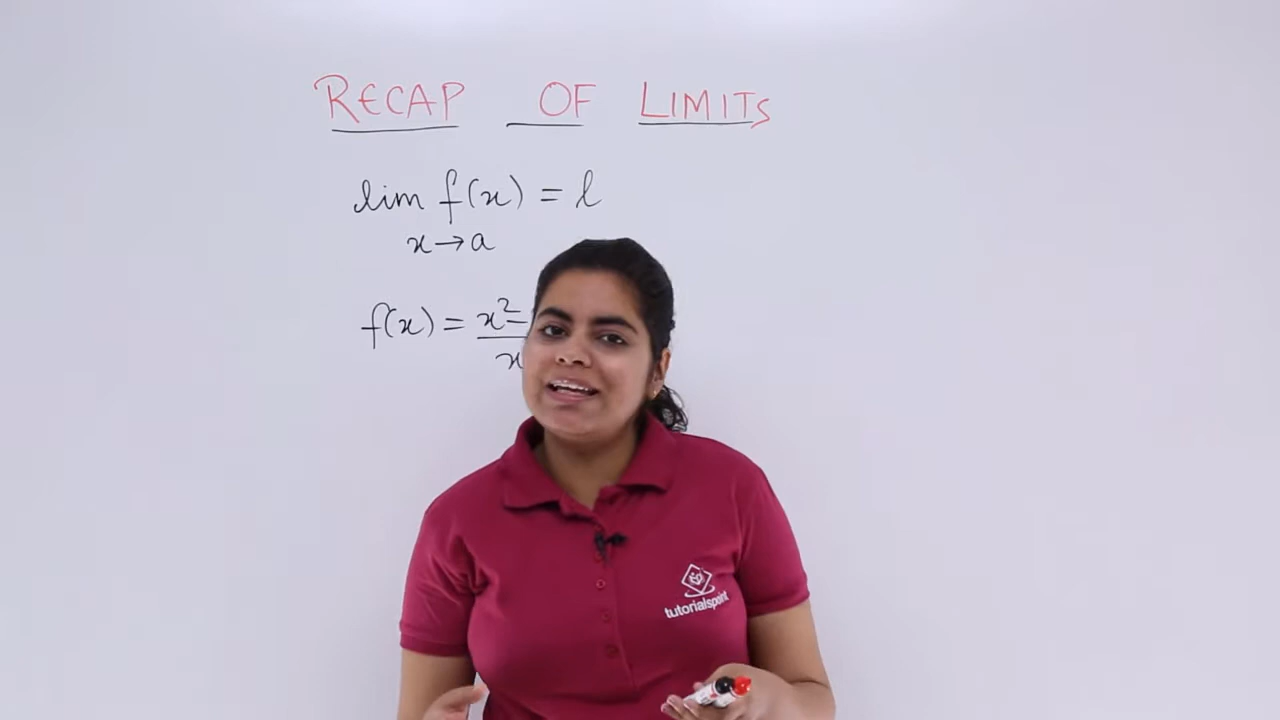 RECAP OF LIMITS
lim f(x) = l
x→a
f(x) = x²-
x
tutorialspoint